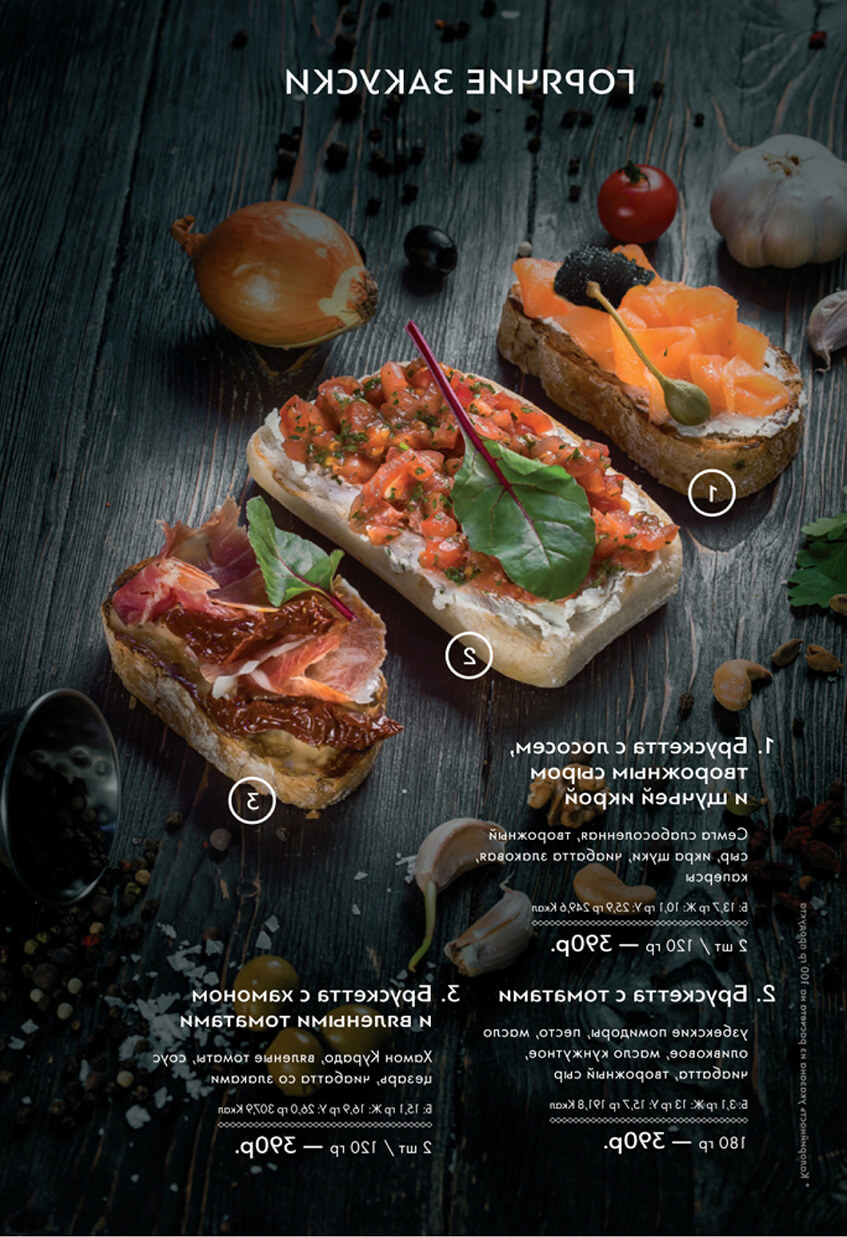 ГОРЯЧИЕ ЗАКУСКИ
1
2
3
1. Брускетта с лососем,
творожным сыром
и щучьей икрой
Семга слабосоленная, творожный
сыр, икра щуки, чиабатта злаковая,
каперсы
Б: 13,7 гр Ж: 10,1 гр У: 25,9 гр 249,6 Ккал
2 шт / 120 гр — 390р.
2. Брускетта с томатами
узбекские помидоры, песто, масло
оливковое, масло кунжутное,
чиабатта, творожный сыр
Б: 3,1 гр Ж: 13 гр У: 15,7 гр 191,8 Ккал
180 гр — 390р.
3. Брускетта с хамоном
и вялеными томатами
Хамон Курадо, вяленые томаты, соус
цезарь, чиабатта со злаками
Б: 15,1 гр Ж: 16,9 гр У: 26,0 гр 307,9 Ккал
2 шт / 120 гр — 390р.
* Калорийность указана из расчета на 100 гр продукта